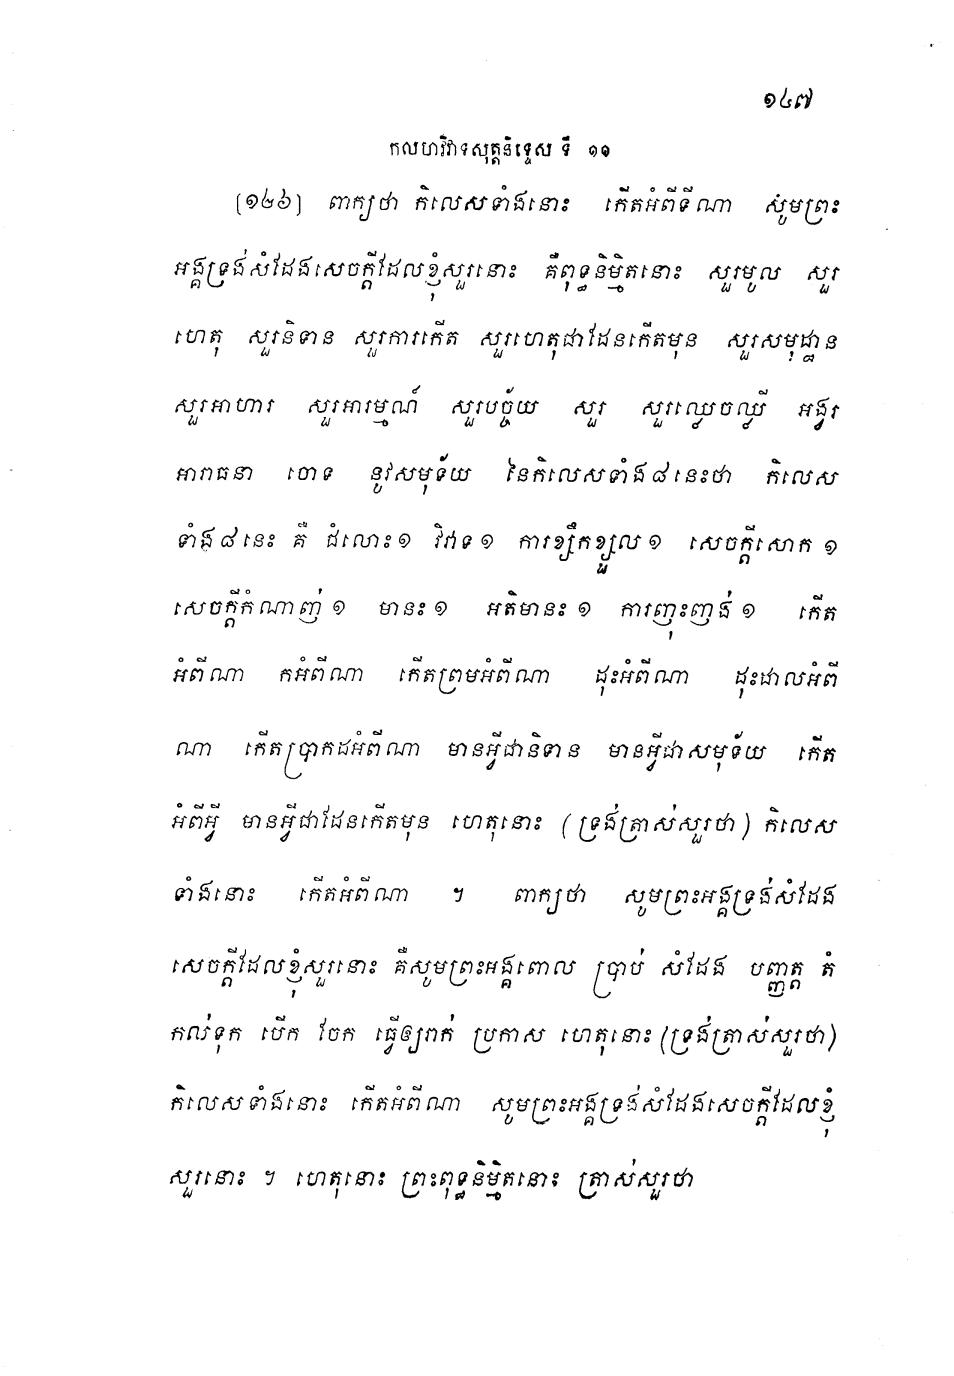 ១៤៧
កលហវិវាទសុត្តនិទ្ទេស ទី ១១
(១៤៦) ពាក្យថា កិលេសទាំងនោះ កើតអំពីទីណា សូមព្រះ
អង្គទ្រង់សំដែងសេចក្តីដែលខ្ញុំសួរនោះ គឺពុទ្ធនិម្មិតនោះ សួរមូល សួរ
ហេតុ សួរនិទាន សួរការកើត សួរហេតុជាដែនកើតមុន សួរសមុដ្ឋាន
សួរអាហារ សួរអារម្មណ៍ សួរបច្ច័យ សួរ សួរឈ្វេចឈ្វី អង្វរ
អារាធនា ចោទ នូវសមុទ័យ នៃកិលេសទាំង៨នេះថា កិលេស
ទាំង៨នេះ គឺ ជំលោះ១ វិវាទ១ ការខ្សឹកខ្សួល ១ សេចក្តីសោក ១
សេចក្តីកំណាញ់ ១ មានះ ១ អតិមានះ ១ ការញុះញង់ ១ កើត
អំពីណា កអំពីណា កើតព្រមអំពីណា ដុះអំពីណា ដុះដាលអំពី
ណា កើតប្រាកដអំពីណា មានអ្វីជានិទាន មានអ្វីជាសមុទ័យ កើត
អំពីអ្វី មានអ្វីជាដែនកើតមុន ហេតុនោះ (ទ្រង់ត្រាស់សួរថា) កិលេស
ទាំងនោះ កើតអំពីណា ។ ពាក្យថា សូមព្រះអង្គទ្រង់សំដែង
សេចក្តីដែលខ្ញុំសួរនោះ គឺសូមព្រះអង្គពោល ប្រាប់ សំដែង បញ្ញត្ត តំ
កល់ទុក បើក ចែក ធ្វើឲ្យរាក់ ប្រកាស ហេតុនោះ (ទ្រង់ត្រាស់សួរថា)
កិលេសទាំងនោះ កើតអំពីណា សូមព្រះអង្គទ្រង់សំដែងសេចក្តីដែលខ្ញុំ
សួរនោះ ។ ហេតុនោះ ព្រះពុទ្ធនិម្មិតនោះ ត្រាស់សួរថា